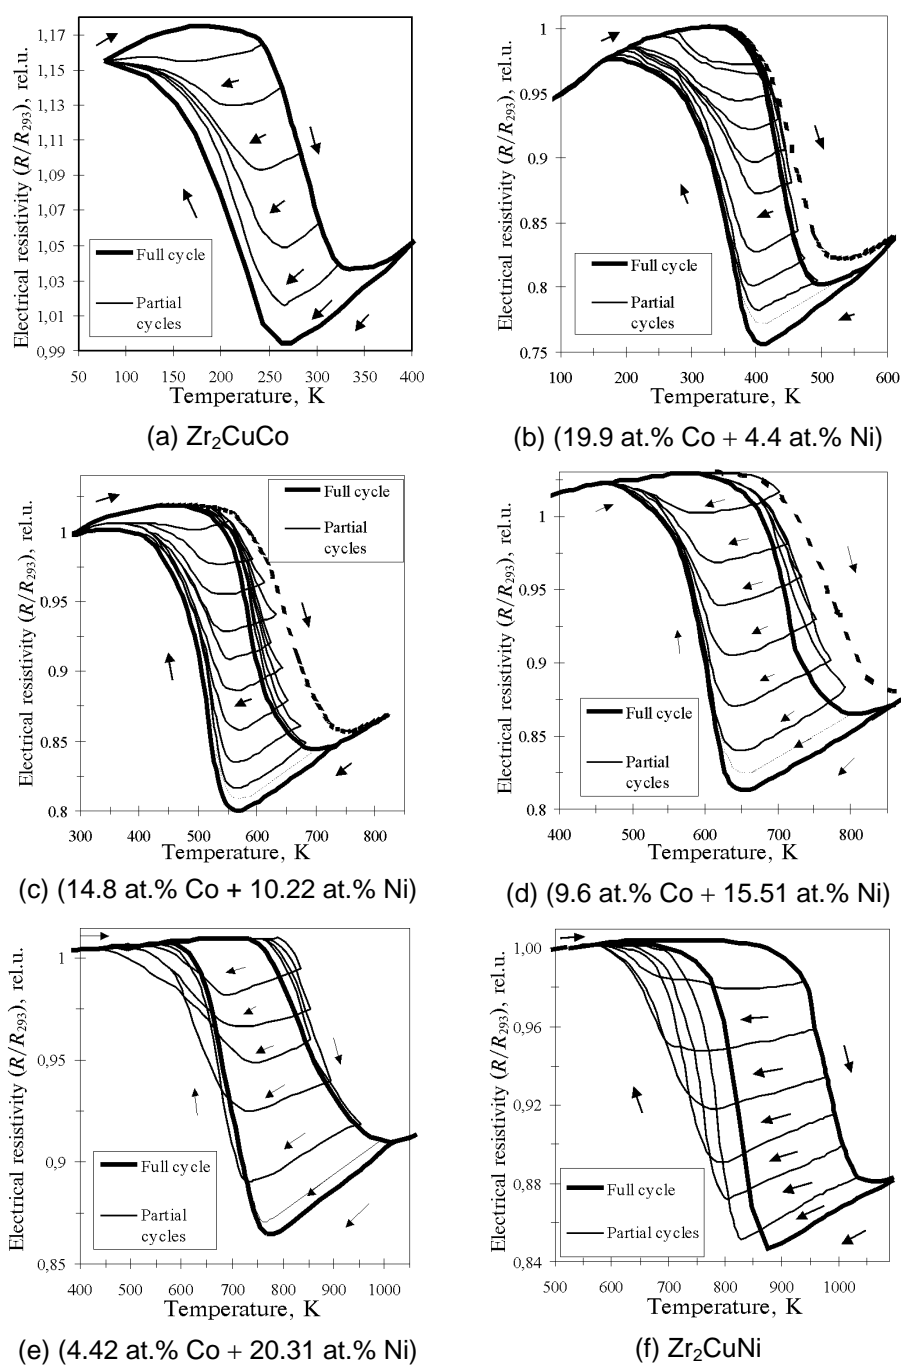 1,17
1,15
1,13
1,11
1,09
1,07
1,05
1,03
1,01
0,99
Electrical resistivity (R/R293), rel.u.
Full cycle
Partial
cycles
50 100 150 200 250 300 350 400
Temperature, K
(a) Zr2CuCo
1
0.95
0.9
0.85
0.8
0.75
Electrical resistivity (R/R293), rel.u.
Full cycle
Partial
cycles
100 200 300 400 500 600
Temperature, K
(b) (19.9 at.% Co + 4.4 at.% Ni)
1
0.95
0.9
0.85
0.8
Electrical resistivity (R/R293), rel.u.
Full cycle
Partial
cycles
300 400 500 600 700 800
Temperature, K
(c) (14.8 at.% Co + 10.22 at.% Ni)
1
0.95
0.9
0.85
0.8
Electrical resistivity (R/R293), rel.u.
Full cycle
Partial
cycles
400 500 600 700 800
Temperature, K
(d) (9.6 at.% Co + 15.51 at.% Ni)
1
0,95
0,9
0,85
Electrical resistivity (R/R293), rel.u.
Full cycle
Partial
cycles
400 500 600 700 800 900 1000
Temperature, K
(e) (4.42 at.% Co + 20.31 at.% Ni)
1,00
0,96
0,92
0,88
0,84
Electrical resistivity (R/R293), rel.u.
Full cycle
Partial cycles
500 600 700 800 900 1000
Temperature, K
(f) Zr2CuNi